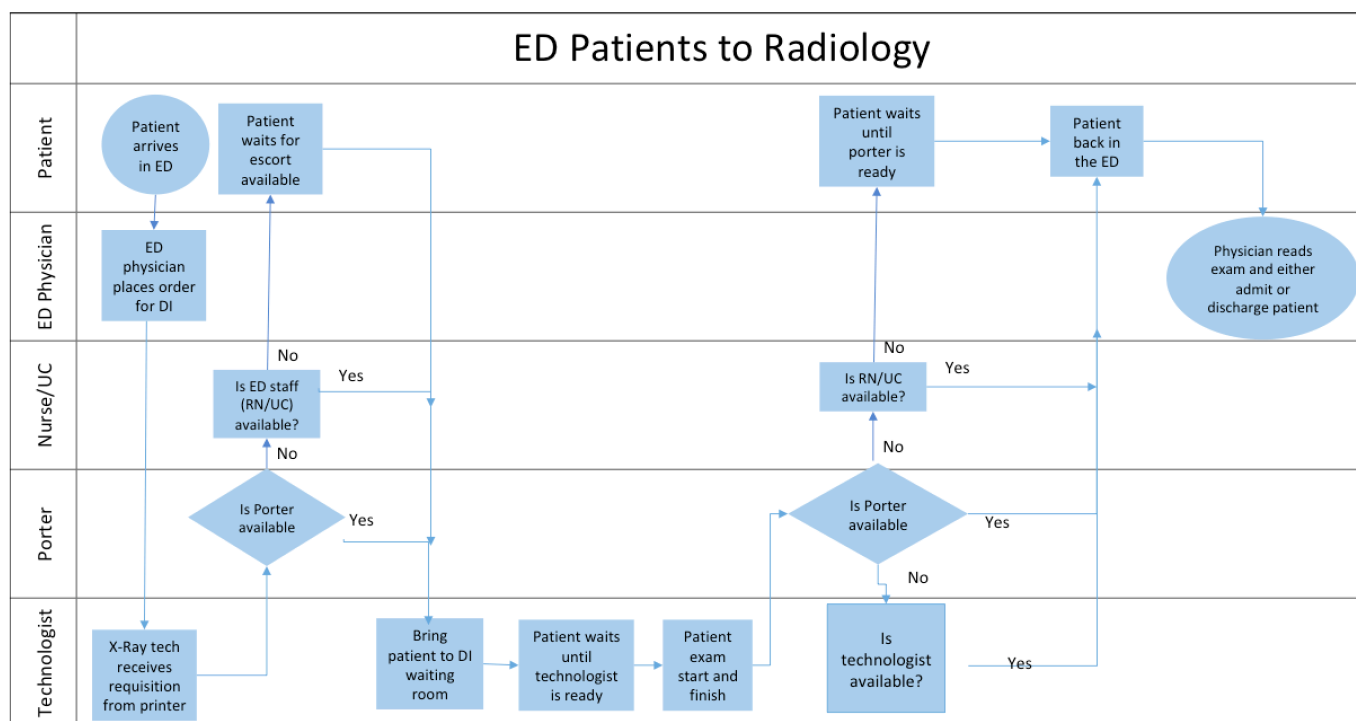 ED Patients to Radiology
Patient
Patient
arrives
in ED
Patient
waits for
escort
available
Patient waits
until
porter is
ready
Patient
back in
the ED
ED Physician
ED
physician
places order
for DI
Physician reads
exam and either
admit or
discharge patient
Nurse/UC
No
Is ED staff
(RN/UC)
available?
Yes
No
No
Is RN/UC
available?
Yes
No
Porter
Is Porter
available
Yes
Is Porter
available
Yes
No
Technologist
X-Ray tech
receives
requisition
from printer
Bring
patient to DI
waiting
room
Patient waits
until
technologist
is ready
Patient
exam
start and
finish
Is
technologist
available?
Yes